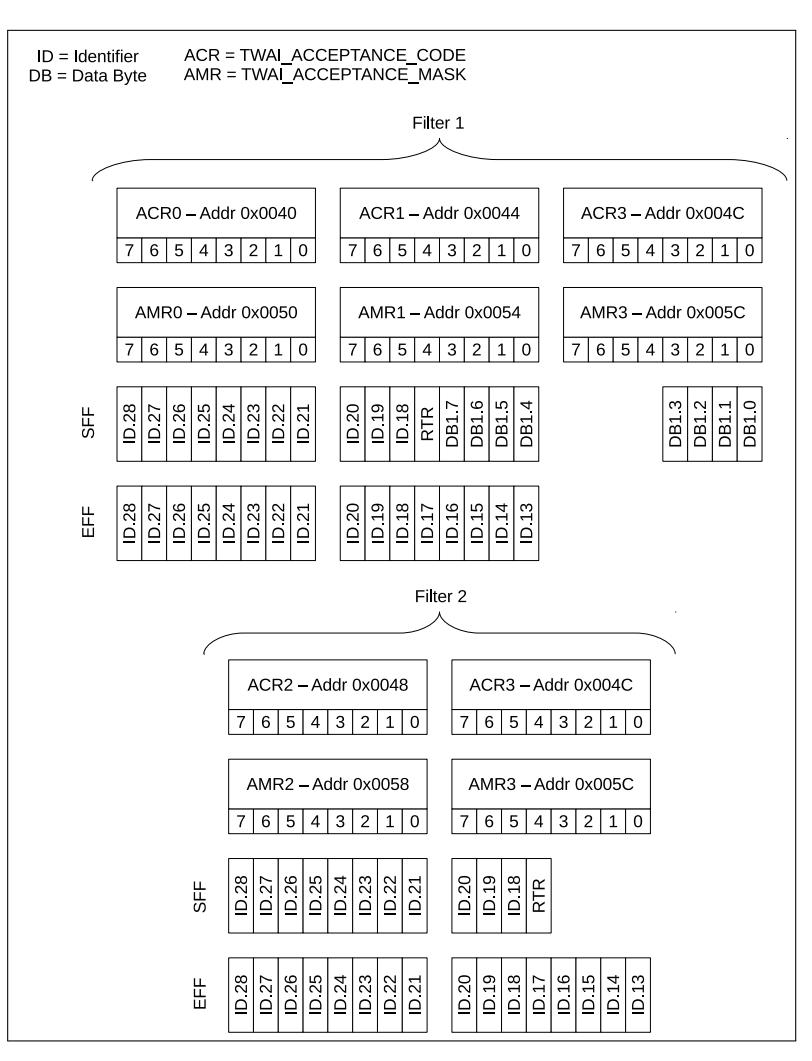 ID = Identifier ACR = TWAI_ACCEPTANCE_CODE
DB = Data Byte AMR = TWAI_ACCEPTANCE_MASK
Filter 1
ACR0 – Addr 0x0040 ACR1 – Addr 0x0044 ACR3 – Addr 0x004C
7 6 5 4 3 2 1 0 7 6 5 4 3 2 1 0 7 6 5 4 3 2 1 0
AMR0 – Addr 0x0050 AMR1 – Addr 0x0054 AMR3 – Addr 0x005C
7 6 5 4 3 2 1 0 7 6 5 4 3 2 1 0 7 6 5 4 3 2 1 0
SFF ID.28 ID.27 ID.26 ID.25 ID.24 ID.23 ID.22 ID.21 ID.20 ID.19 ID.18 RTR DB1.7 DB1.6 DB1.5 DB1.4 DB1.3 DB1.2 DB1.1 DB1.0
EFF ID.28 ID.27 ID.26 ID.25 ID.24 ID.23 ID.22 ID.21 ID.20 ID.19 ID.18 ID.17 ID.16 ID.15 ID.14 ID.13
Filter 2
ACR2 – Addr 0x0048 ACR3 – Addr 0x004C
7 6 5 4 3 2 1 0 7 6 5 4 3 2 1 0
AMR2 – Addr 0x0058 AMR3 – Addr 0x005C
7 6 5 4 3 2 1 0 7 6 5 4 3 2 1 0
SFF ID.28 ID.27 ID.26 ID.25 ID.24 ID.23 ID.22 ID.21 ID.20 ID.19 ID.18 RTR
EFF ID.28 ID.27 ID.26 ID.25 ID.24 ID.23 ID.22 ID.21 ID.20 ID.19 ID.18 ID.17 ID.16 ID.15 ID.14 ID.13